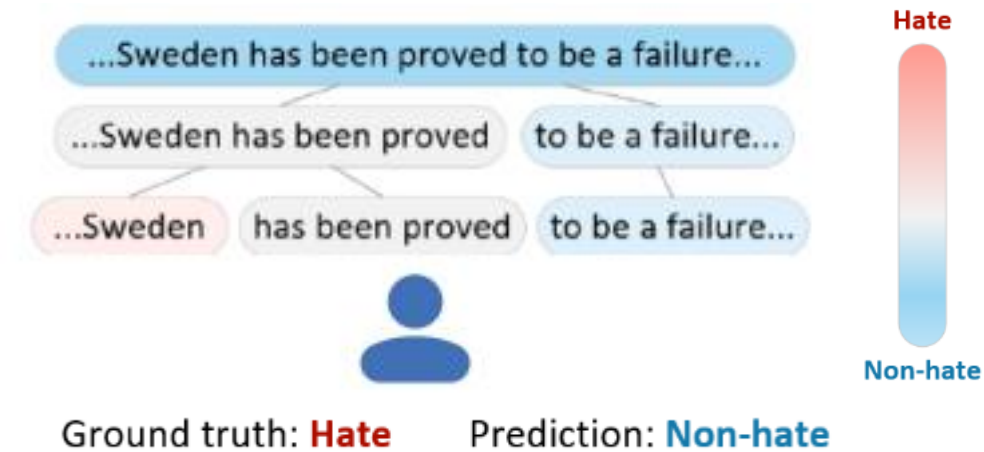 Hate
...Sweden has been proved to be a failure...
...Sweden has been proved to be a failure...
...Sweden has been proved to be a failure...
Non-hate
Ground truth: Hate Prediction: Non-hate